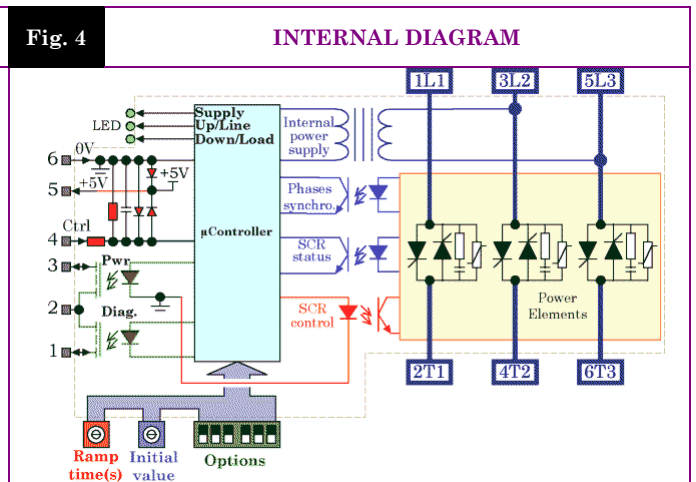 Fig. 4
INTERNAL DIAGRAM
1L1
3L2
5L3
LED
Supply
Up/Line
Down/Load
Internal
power
supply
6
0V
5
+5V
+5V
Phases
synchro.
4
Ctrl
µController
SCR
status
3
Pwr
2
Diag.
1
SCR
control
Power
Elements
2T1
4T2
6T3
Ramp
time(s)
Initial
value
Options